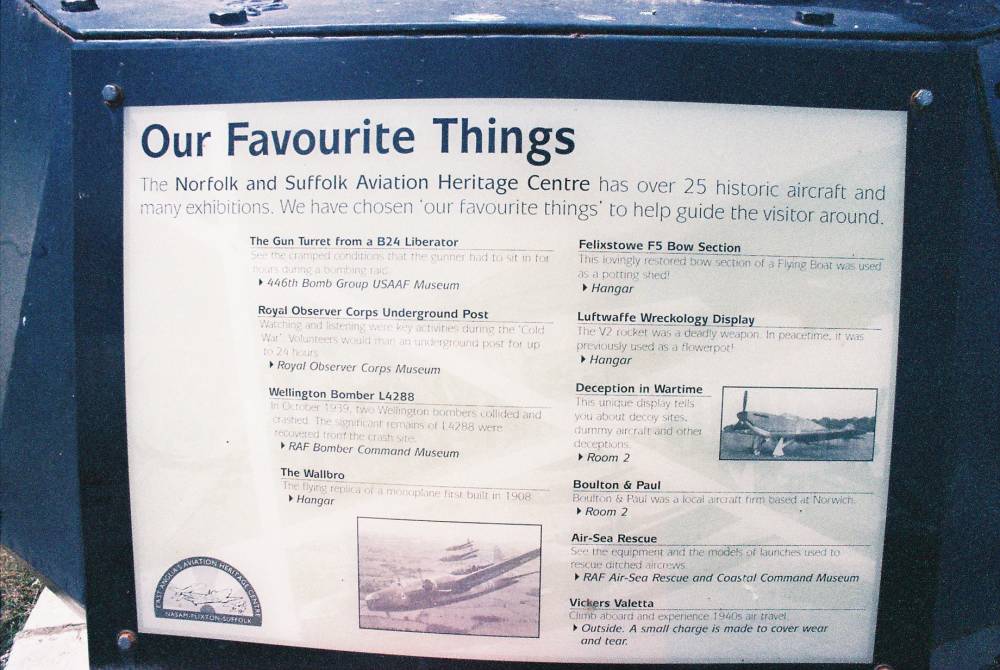 Our Favourite Things
The Norfolk and Suffolk Aviation Heritage Centre has over 25 historic aircraft and
many exhibitions. We have chosen 'our favourite things' to help guide the visitor around.
The Gun Turret from a B24 Liberator
See the cramped conditions that the gunner had to sit in for
hours during a bombing raid.
446th Bomb Group USAAF Museum
Royal Observer Corps Underground Post
Watching and listening were key activities during the 'Cold
War'. Volunteers would man an underground post for up
to 24 hours
Royal Observer Corps Museum
Wellington Bomber L4288
In October 1939, two Wellington bombers collided and
crashed. The significant remains of L4288 were
recovered from the crash site.
RAF Bomber Command Museum
The Wallbro
The flying replica of a monoplane first built in 1908
Hangar
Felixstowe F5 Bow Section
This lovingly restored bow section of a Flying Boat was used
as a potting shed!
Hangar
Luftwaffe Wreckology Display
The V2 rocket was a deadly weapon. In peacetime, it was
previously used as a flowerpot!
Hangar
Deception in Wartime
This unique display tells
you about decoy sites,
dummy aircraft and other
deceptions.
Room 2
Boulton & Paul
Boulton & Paul was a local aircraft firm based at Norwich.
Room 2
Air-Sea Rescue
See the equipment and the models of launches used to
rescue ditched aircrews.
RAF Air-Sea Rescue and Coastal Command Museum
Vickers Valetta
Climb aboard and experience 1940s air travel.
Outside. A small charge is made to cover wear
and tear.
EAST ANGLIA'S AVIATION HERITAGE CENTRE
NASAM-FLIXTON-SUFFOLK